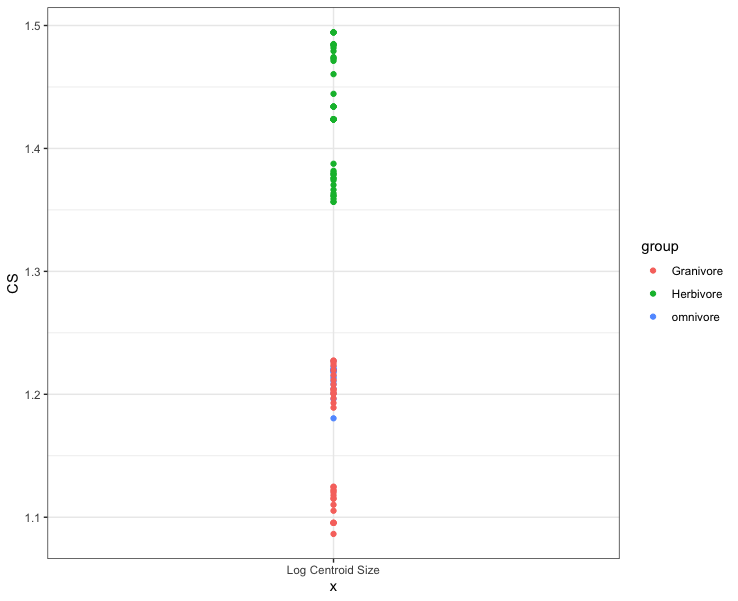 1.5
1.4
1.3
1.2
1.1
CS
Log Centroid Size
x
group
Granivore
Herbivore
omnivore